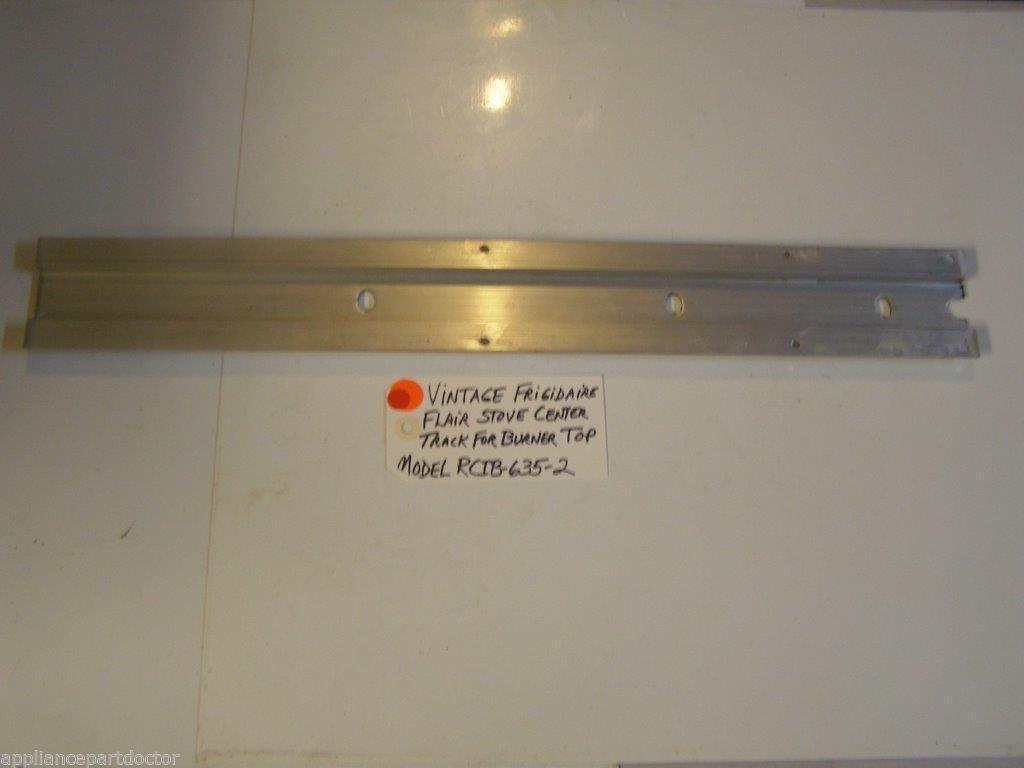 VINTAGE FRIGIDAIRE
FLAIR STOVE CENTER
TRACK FOR BURNER TOP
MODEL RCIB-635-2
appliancepartdoctor